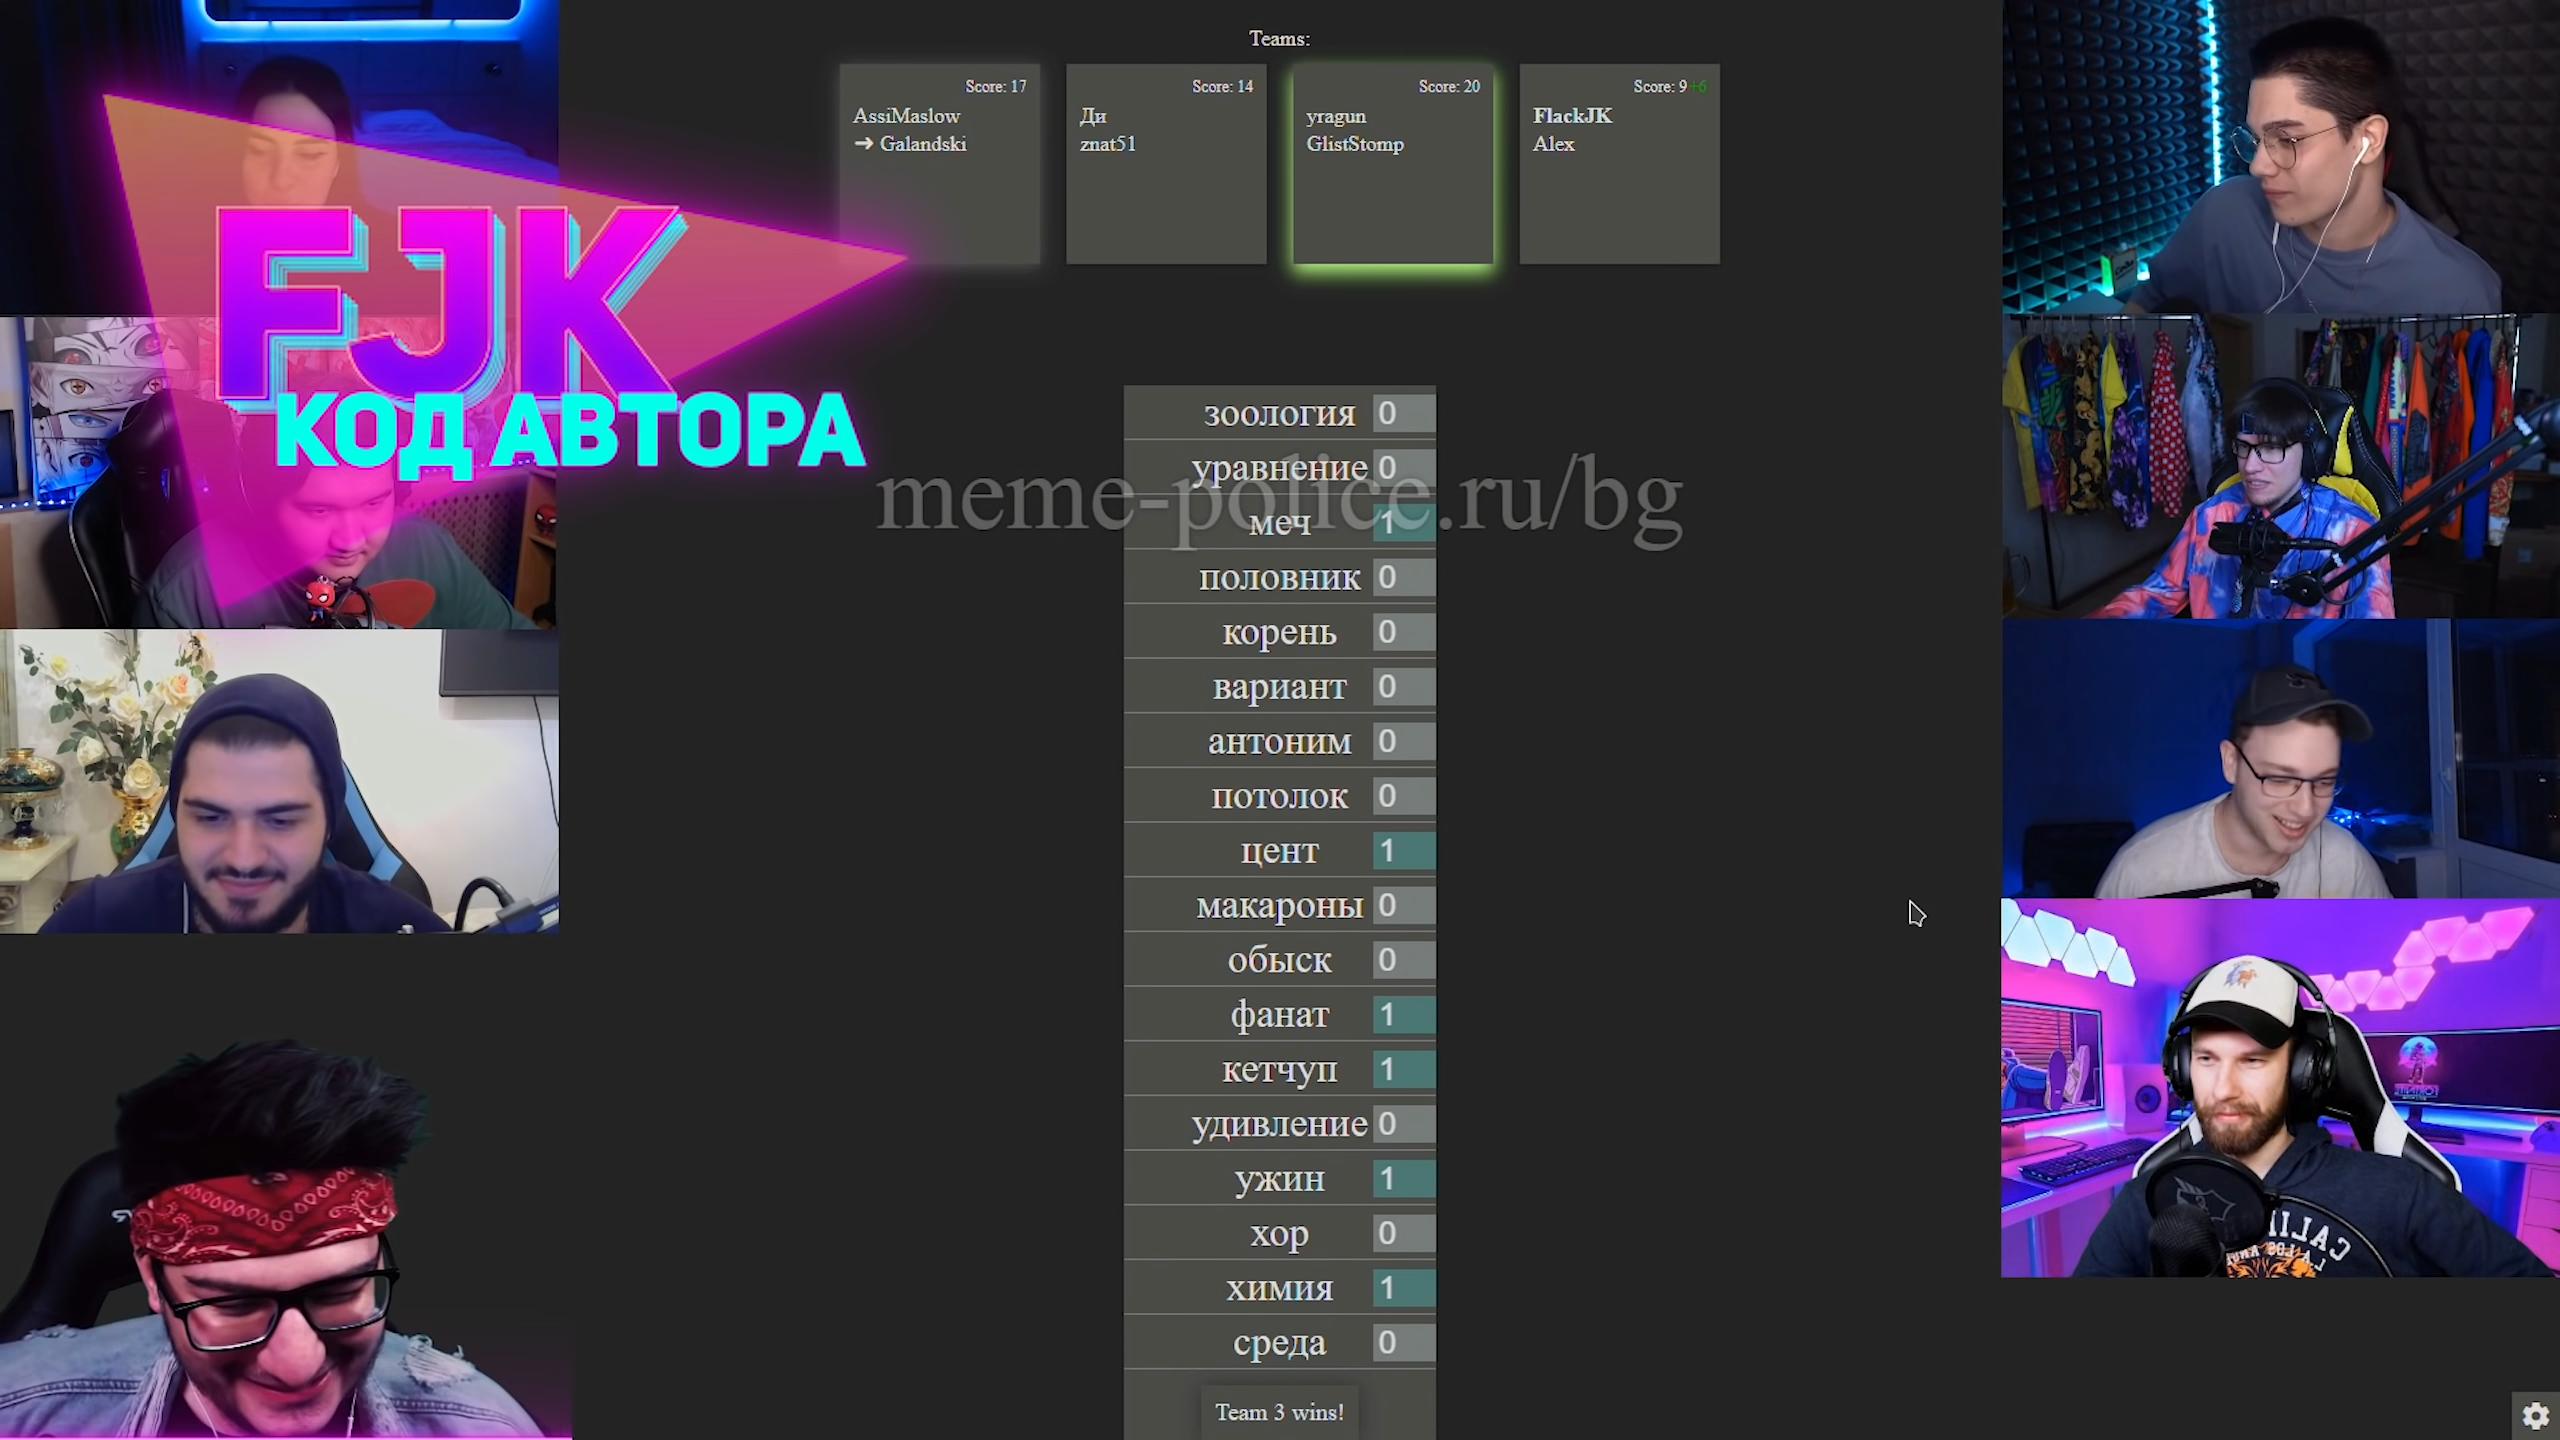 Teams:
Score: 17
AssiMaslow
➔ Galandski
Score: 14
Ди
znat51
Score: 20
yragun
GlistStomp
Score: 9 +6
FlackJK
Alex
FJK
КОД АВТОРА
meme-police.ru/bg
зоология 0
уравнение 0
меч 1
половник 0
корень 0
вариант 0
антоним 0
потолок 0
цент 1
макароны 0
обыск 0
фанат 1
кетчуп 1
удивление 0
ужин 1
хор 0
химия 1
среда 0
Team 3 wins!